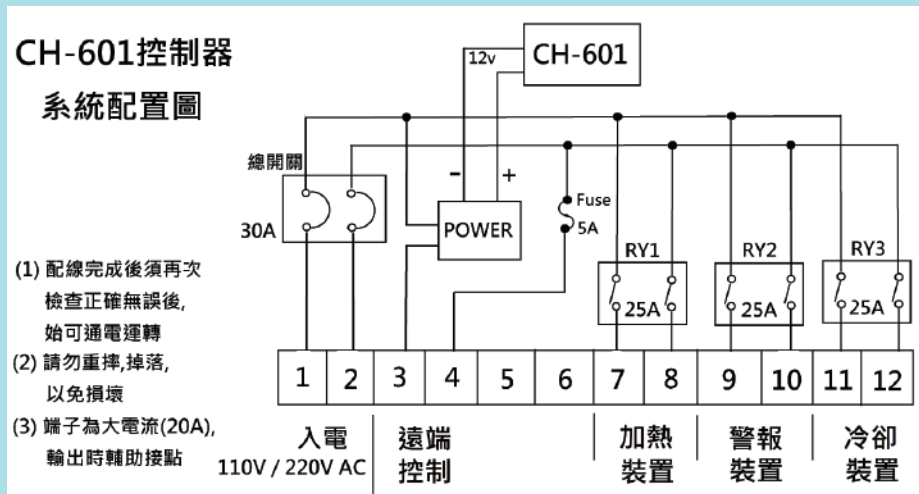 CH-601控制器
系統配置圖
CH-601
12v
總開關
30A
- +
POWER
Fuse
5A
RY1
25A
RY2
25A
RY3
25A
(1) 配線完成後須再次
檢查正確無誤後,
始可通電運轉
(2) 請勿重摔,掉落,
以免損壞
(3) 端子為大電流(20A),
輸出時輔助接點
1 2 3 4 5 6 7 8 9 10 11 12
入電
110V / 220V AC
遠端
控制
加熱
裝置
警報
裝置
冷卻
裝置